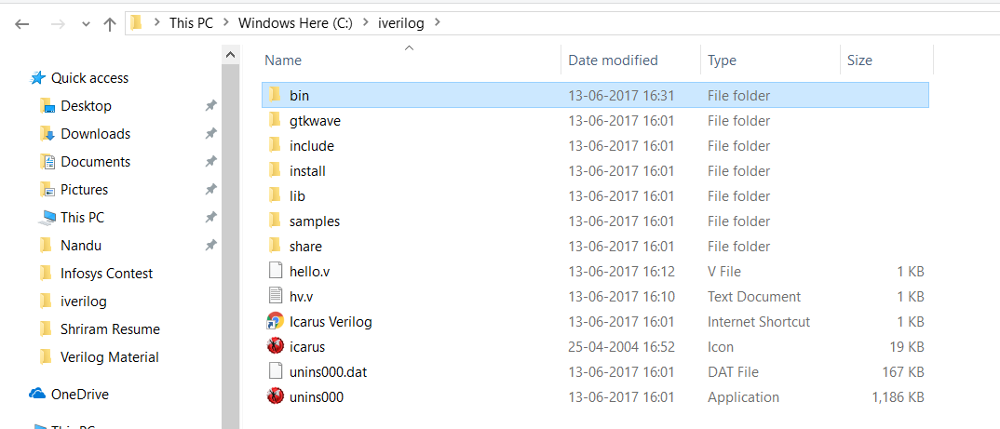 This PC > Windows Here (C:) > iverilog >
Name Date modified Type Size
Quick access
Desktop
Downloads
Documents
Pictures
This PC
Nandu
Infosys Contest
iverilog
Shriram Resume
Verilog Material
OneDrive
This PC
bin 13-06-2017 16:31 File folder
gtkwave 13-06-2017 16:01 File folder
include 13-06-2017 16:01 File folder
install 13-06-2017 16:01 File folder
lib 13-06-2017 16:01 File folder
samples 13-06-2017 16:01 File folder
share 13-06-2017 16:01 File folder
hello.v 13-06-2017 16:12 V File 1 KB
hv.v 13-06-2017 16:10 Text Document 1 KB
Icarus Verilog 13-06-2017 16:01 Internet Shortcut 1 KB
icarus 25-04-2004 16:52 Icon 19 KB
unins000.dat 13-06-2017 16:01 DAT File 167 KB
unins000 13-06-2017 16:01 Application 1,186 KB